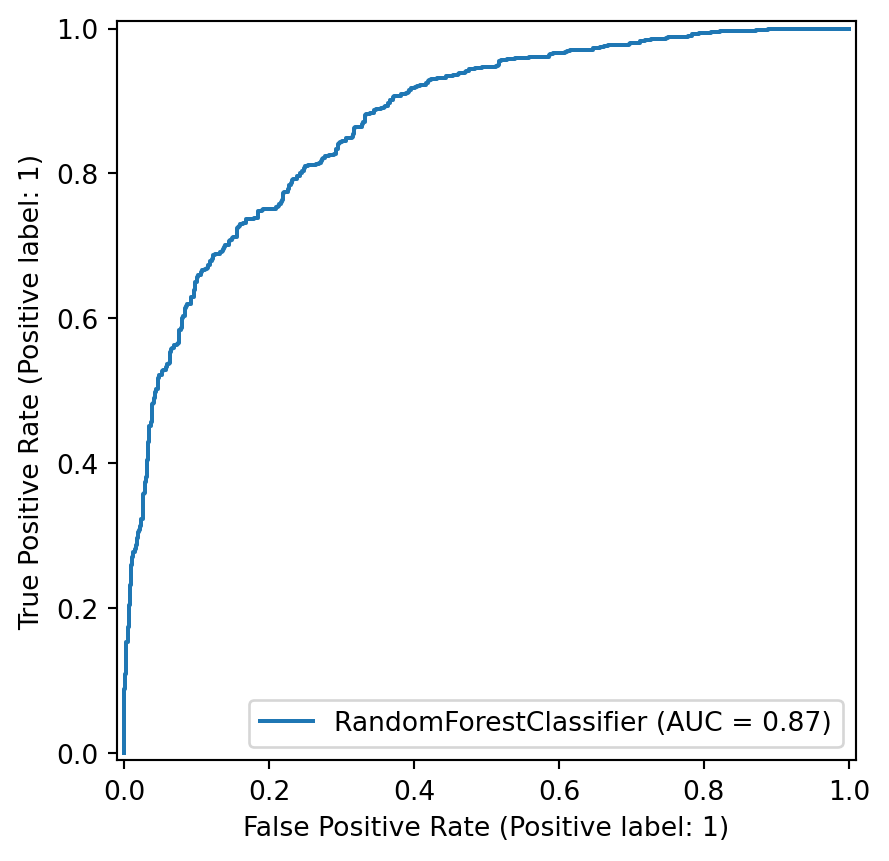 1.0
0.8
0.6
0.4
0.2
0.0
True Positive Rate (Positive label: 1)
RandomForestClassifier (AUC = 0.87)
0.0 0.2 0.4 0.6 0.8 1.0
False Positive Rate (Positive label: 1)